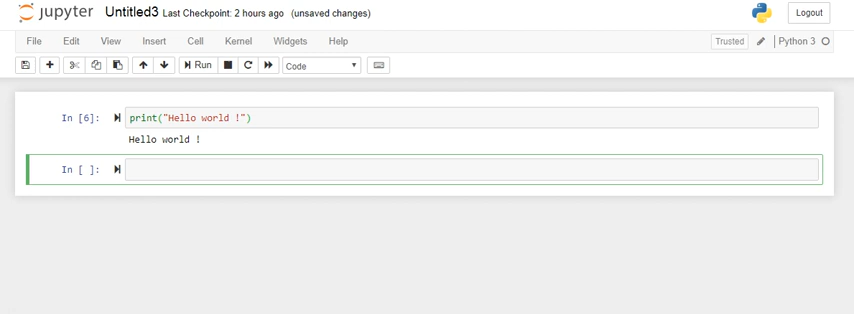 jupyter Untitled3 Last Checkpoint: 2 hours ago (unsaved changes) Logout
File Edit View Insert Cell Kernel Widgets Help Trusted Python 3
Run Code
In [6]: print("Hello world !")
Hello world !
In [ ]: